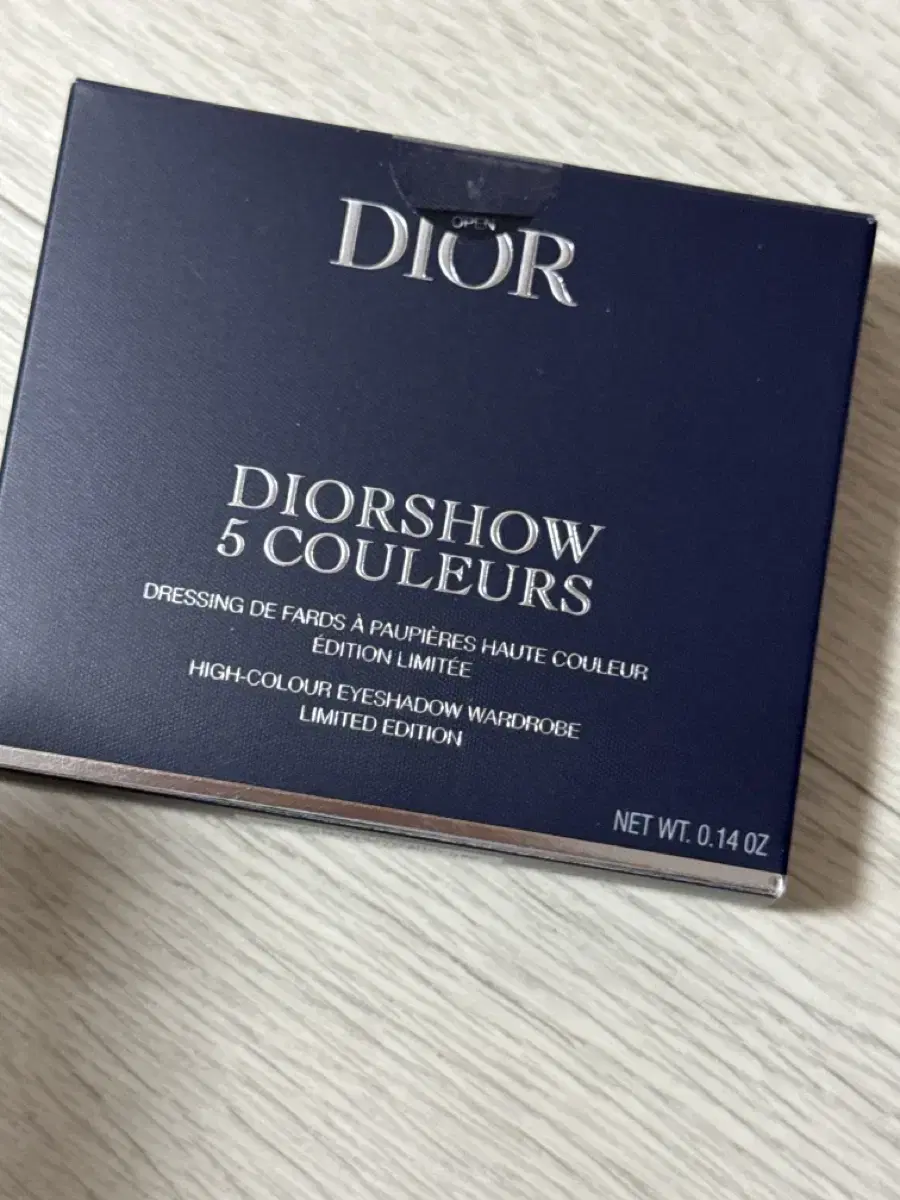 OPEN
DIOR
DIORSHOW
5 COULEURS
DRESSING DE FARDS À PAUPIÈRES HAUTE COULEUR
ÉDITION LIMITÉE
HIGH-COLOUR EYESHADOW WARDROBE
LIMITED EDITION
NET WT. 0.14 OZ